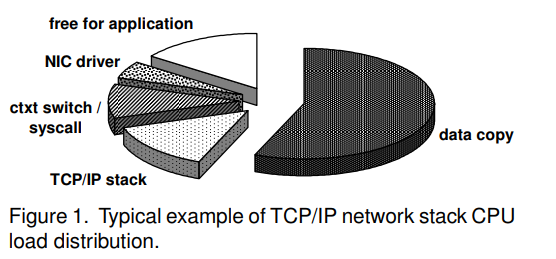 free for application
NIC driver
ctxt switch /
syscall
data copy
TCP/IP stack
Figure 1. Typical example of TCP/IP network stack CPU
load distribution.